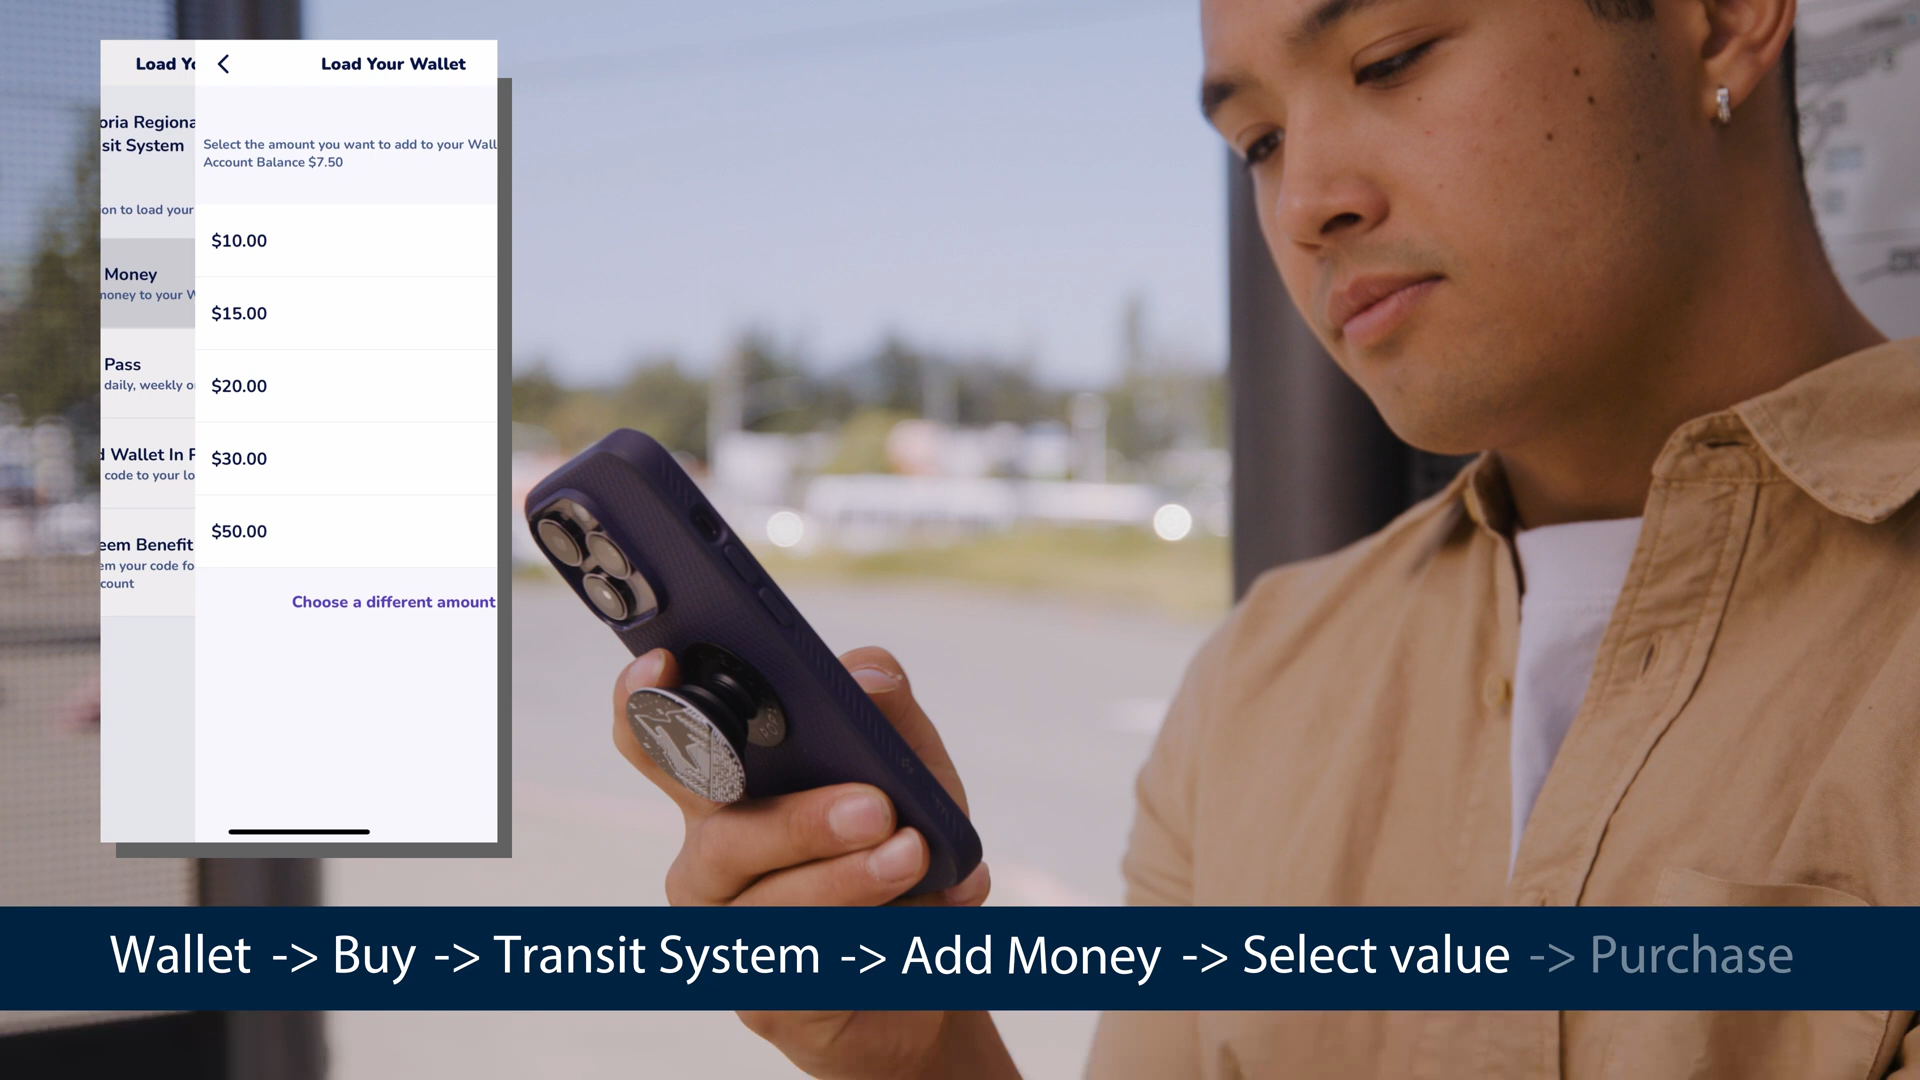 Load Yo
oria Regiona
sit System
ion to load your
Money
money to your W
Pass
daily, weekly o
d Wallet In P
code to your lo
eem Benefit
em your code fo
count
Load Your Wallet
Select the amount you want to add to your Wall
Account Balance $7.50
$10.00
$15.00
$20.00
$30.00
$50.00
Choose a different amount
Wallet -> Buy -> Transit System -> Add Money -> Select value -> Purchase